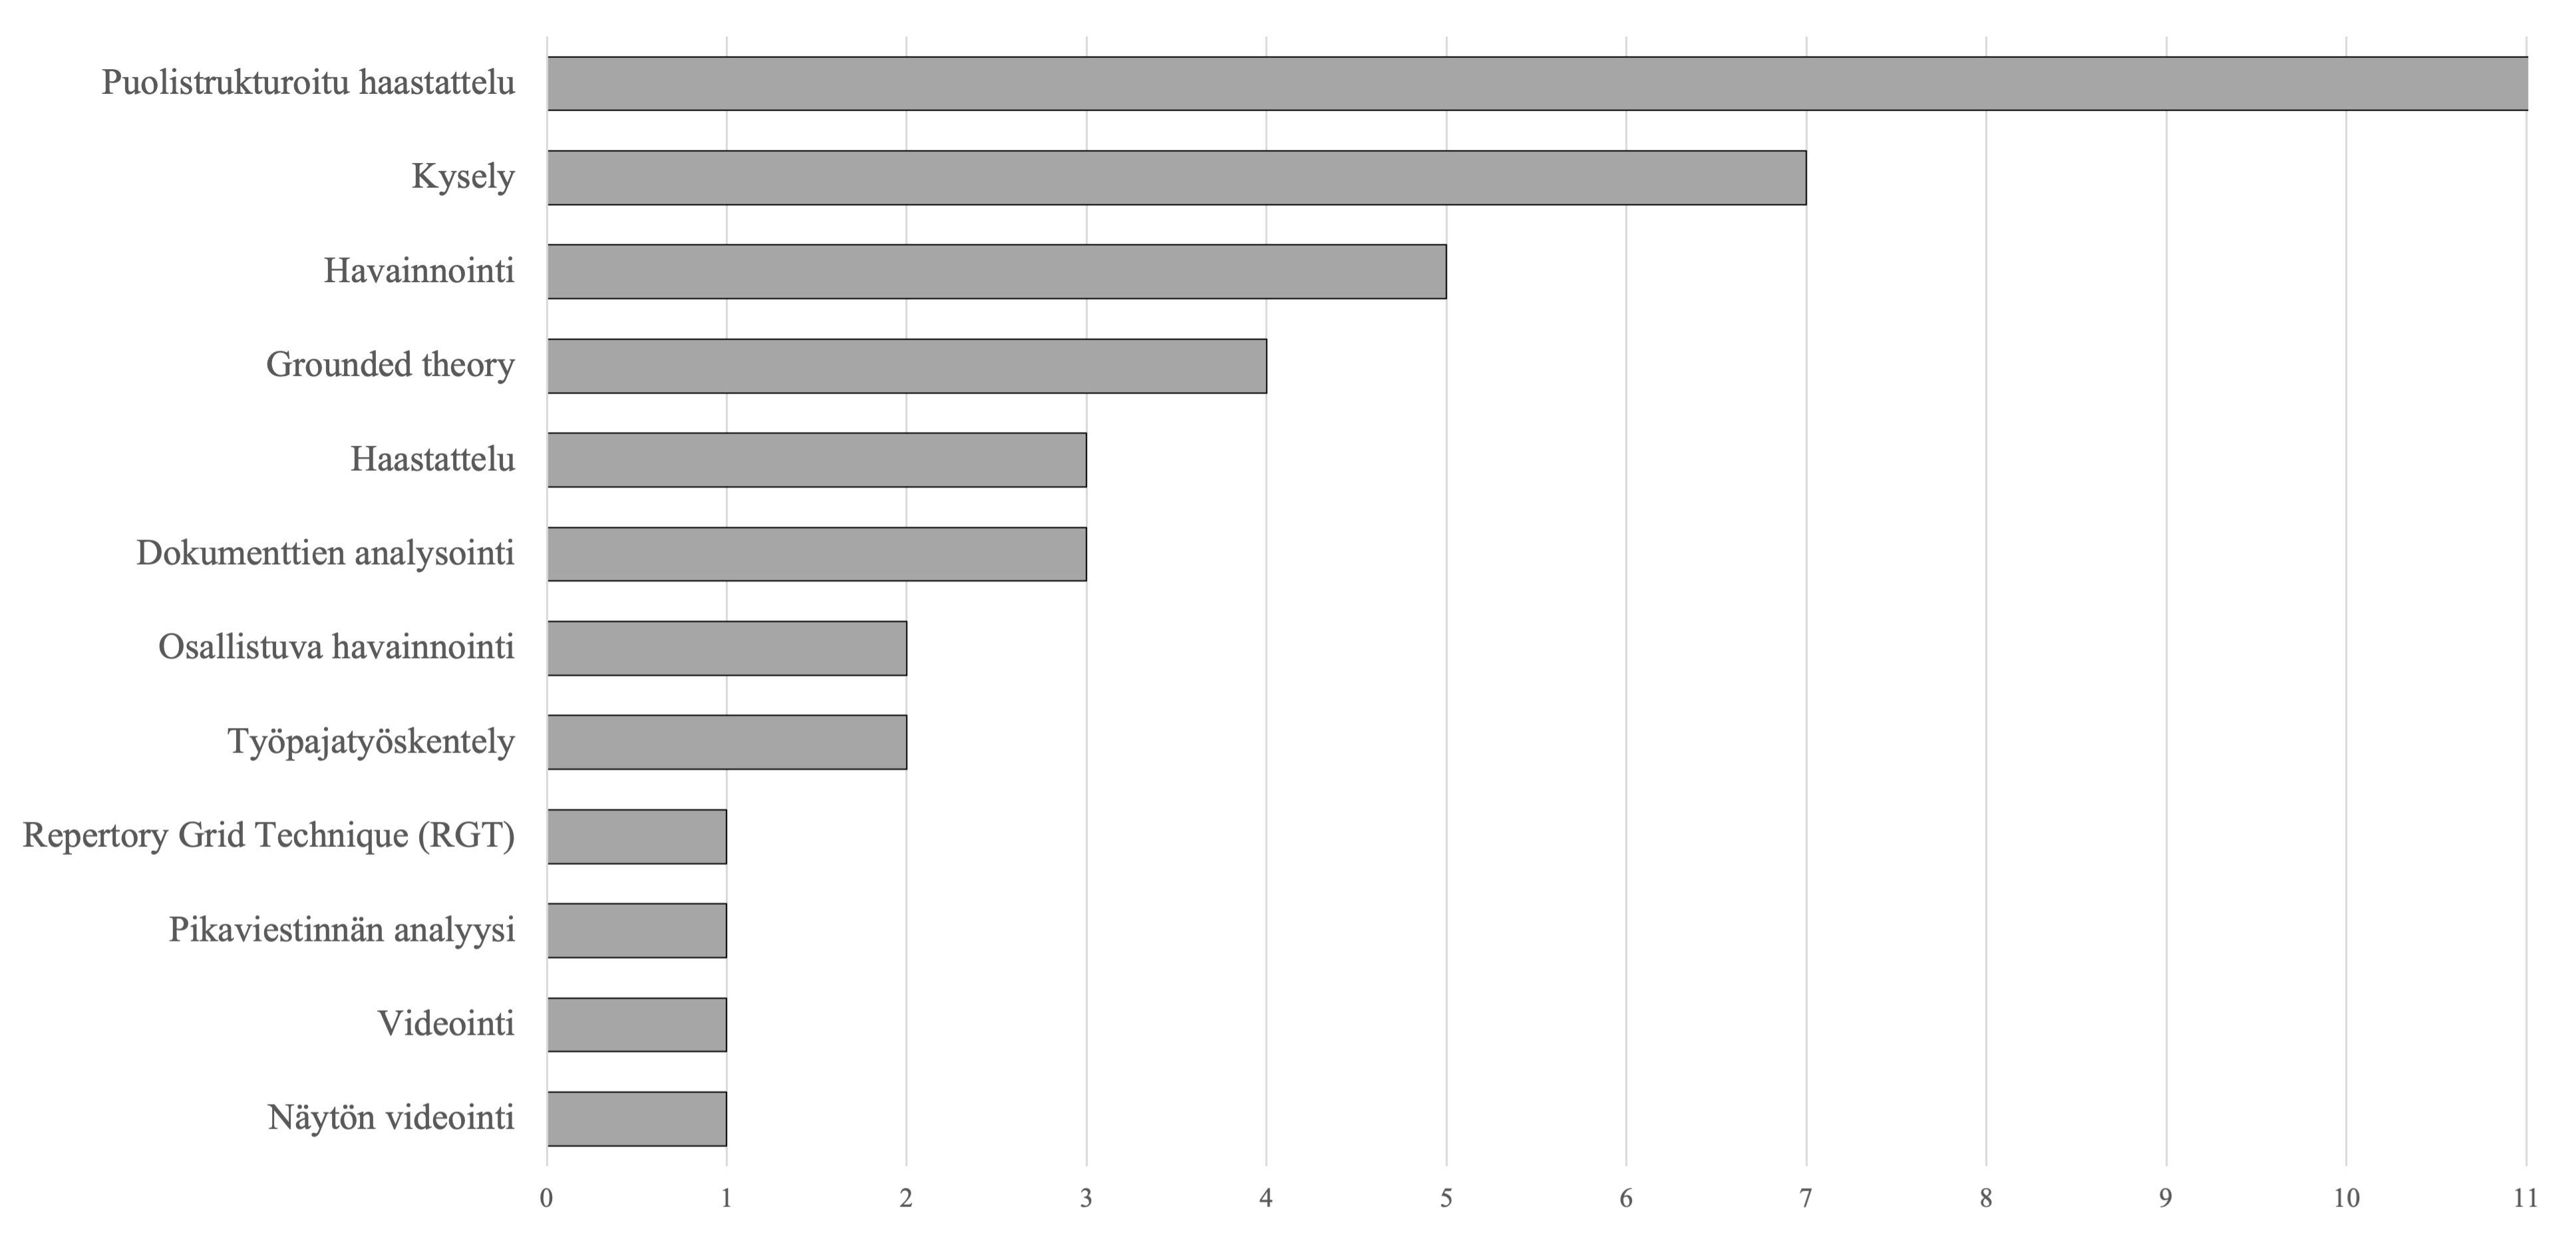 Puolistrukturoitu haastattelu
Kysely
Havainnointi
Grounded theory
Haastattelu
Dokumenttien analysointi
Osallistuva havainnointi
Työpajatyöskentely
Repertory Grid Technique (RGT)
Pikaviestinnän analyysi
Videointi
Näytön videointi
0 1 2 3 4 5 6 7 8 9 10 11